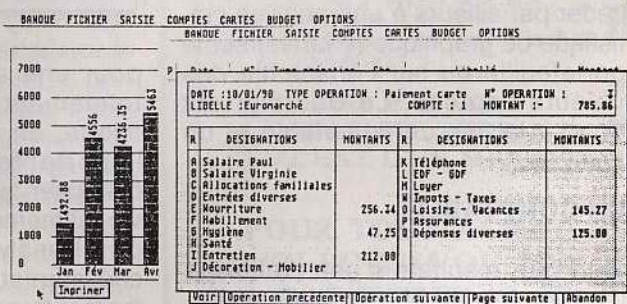 BANQUE FICHIER SAISIE COMPTES CARTES BUDGET OPTIONS
BANQUE FICHIER SAISIE COMPTES CARTES BUDGET OPTIONS
7000
6000
5000
4000
3000
2000
1000
0
1492.08
4556
4236.35
5463
Jan Fév Mar Avr
Imprimer
DATE :10/01/90 TYPE OPERATION : Paiement carte N° OPERATION : 3
LIBELLE :Euromarché COMPTE : 1 MONTANT :- 785.86
R DESIGNATIONS MONTANTS R DESIGNATIONS MONTANTS
A Salaire Paul K Téléphone
B Salaire Virginie L EDF - GDF
C Allocations familiales M Loyer
D Entrées diverses N Impots - Taxes
E Nourriture 256.34 O Loisirs - Vacances 145.27
F Habillement P Assurances
G Hygiène 47.25 Q Dépenses diverses 125.00
H Santé
I Entretien 212.00
J Décoration - Mobilier
Voir Opération précédente Opération suivante Page suivante Abandon